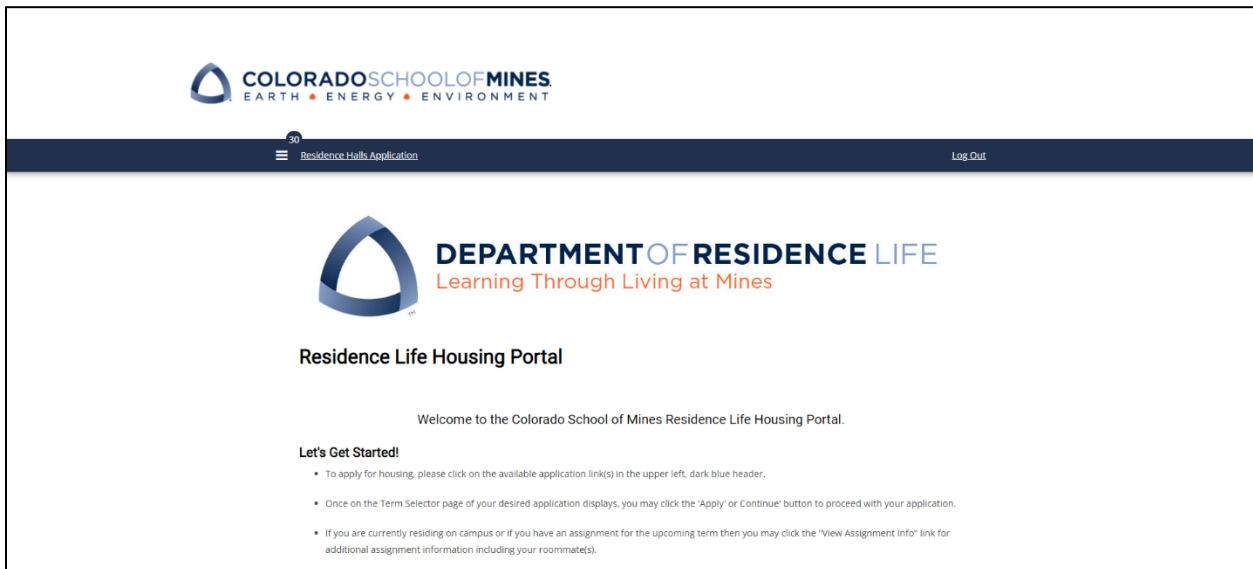 COLORADOSCHOOLOFMINES.
EARTH • ENERGY • ENVIRONMENT
30
Residence Halls Application
Log Out
DEPARTMENTOFRESIDENCE LIFE
Learning Through Living at Mines
TM
Residence Life Housing Portal
Welcome to the Colorado School of Mines Residence Life Housing Portal.
Let's Get Started!
• To apply for housing, please click on the available application link(s) in the upper left, dark blue header.
• Once on the Term Selector page of your desired application displays, you may click the 'Apply' or Continue' button to proceed with your application.
• If you are currently residing on campus or if you have an assignment for the upcoming term then you may click the "View Assignment Info" link for
additional assignment information including your roommate(s).